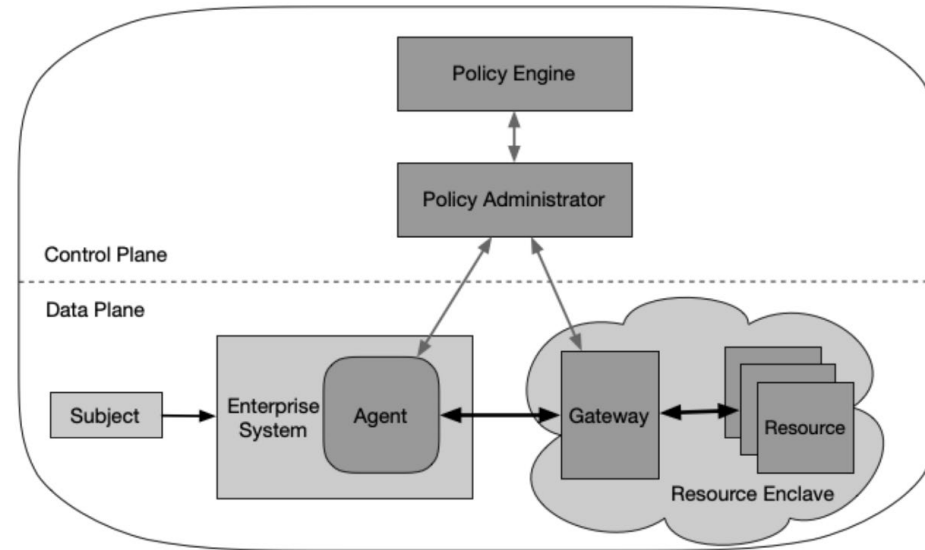 Policy Engine
Policy Administrator
Control Plane
Data Plane
Subject
Enterprise
System
Agent
Gateway
Resource
Resource Enclave